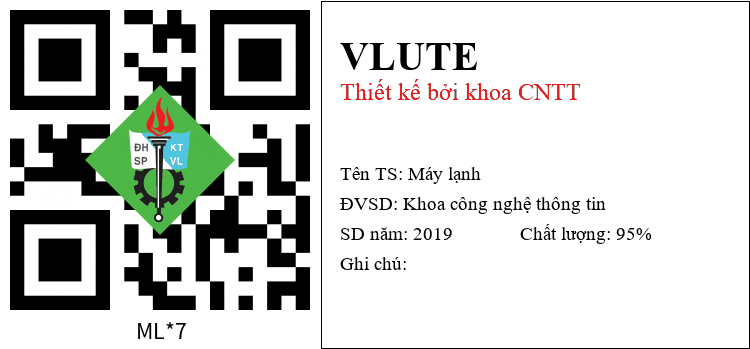 ĐH KT
SP VL
ML*7
VLUTE
Thiết kế bởi khoa CNTT
Tên TS: Máy lạnh
ĐVSD: Khoa công nghệ thông tin
SD năm: 2019 Chất lượng: 95%
Ghi chú: